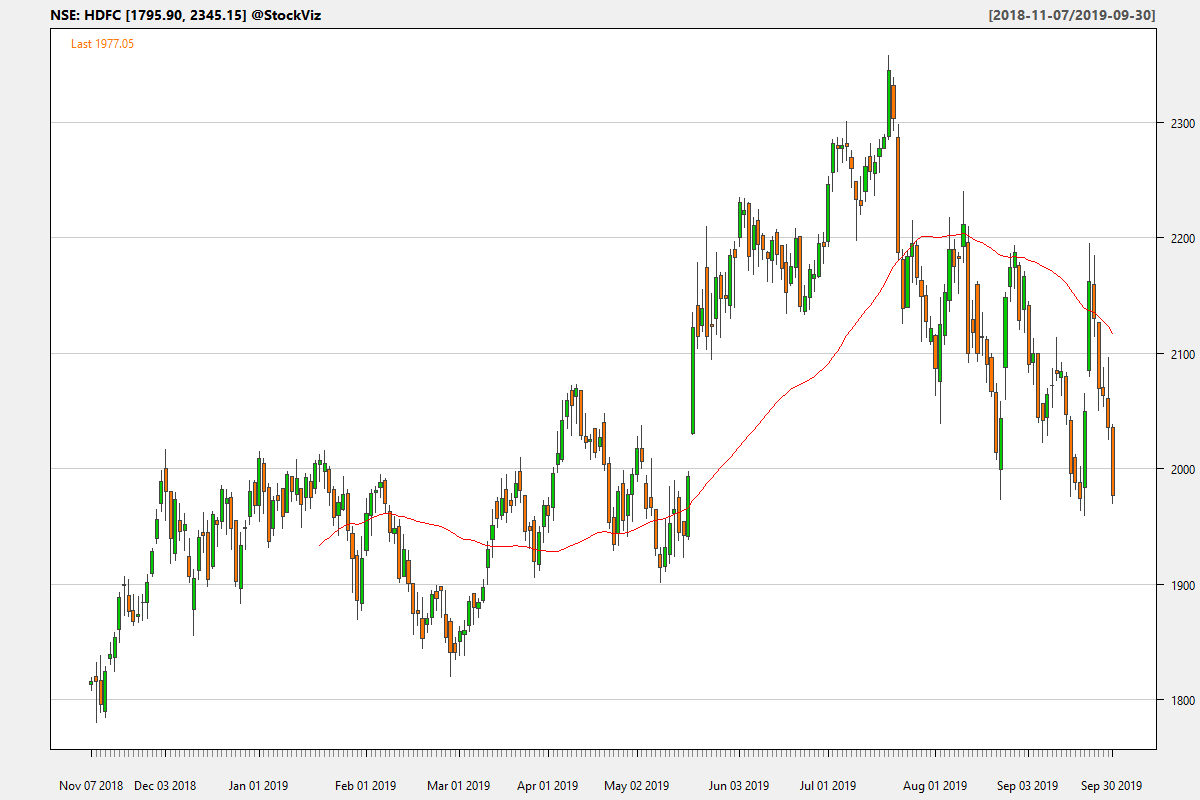 NSE: HDFC [1795.90, 2345.15] @StockViz [2018-11-07/2019-09-30]
Last 1977.05
2300
2200
2100
2000
1900
1800
Nov 07 2018 Dec 03 2018 Jan 01 2019 Feb 01 2019 Mar 01 2019 Apr 01 2019 May 02 2019 Jun 03 2019 Jul 01 2019 Aug 01 2019 Sep 03 2019 Sep 30 2019